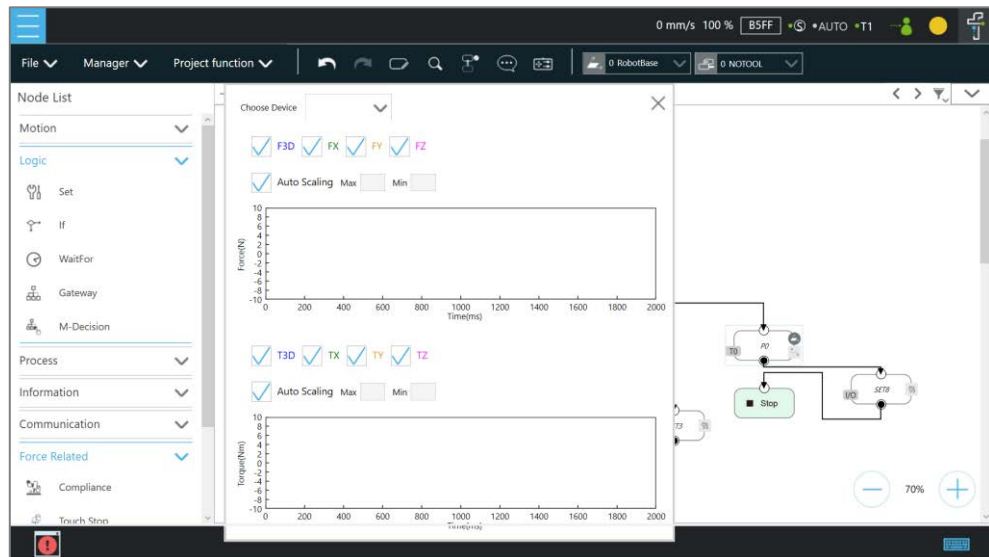 0 mm/s 100 % B5FF S AUTO T1
File Manager Project function 0 RobotBase 0 NOTOOL
Node List
Motion
Logic
Set
If
WaitFor
Gateway
M-Decision
Process
Information
Communication
Force Related
Compliance
Touch Stop
Choose Device
F3D FX FY FZ
Auto Scaling Max Min
Force(N)
10
8
6
4
2
0
-2
-4
-6
-8
-10
0 200 400 600 800 1000 1200 1400 1600 1800 2000
Time(ms)
T3D TX TY TZ
Auto Scaling Max Min
Torque(Nm)
10
8
6
4
2
0
-2
-4
-6
-8
-10
0 200 400 600 800 1000 1200 1400 1600 1800 2000
Time(ms)
T0 P0
Stop
I/O SET8
T3
70%